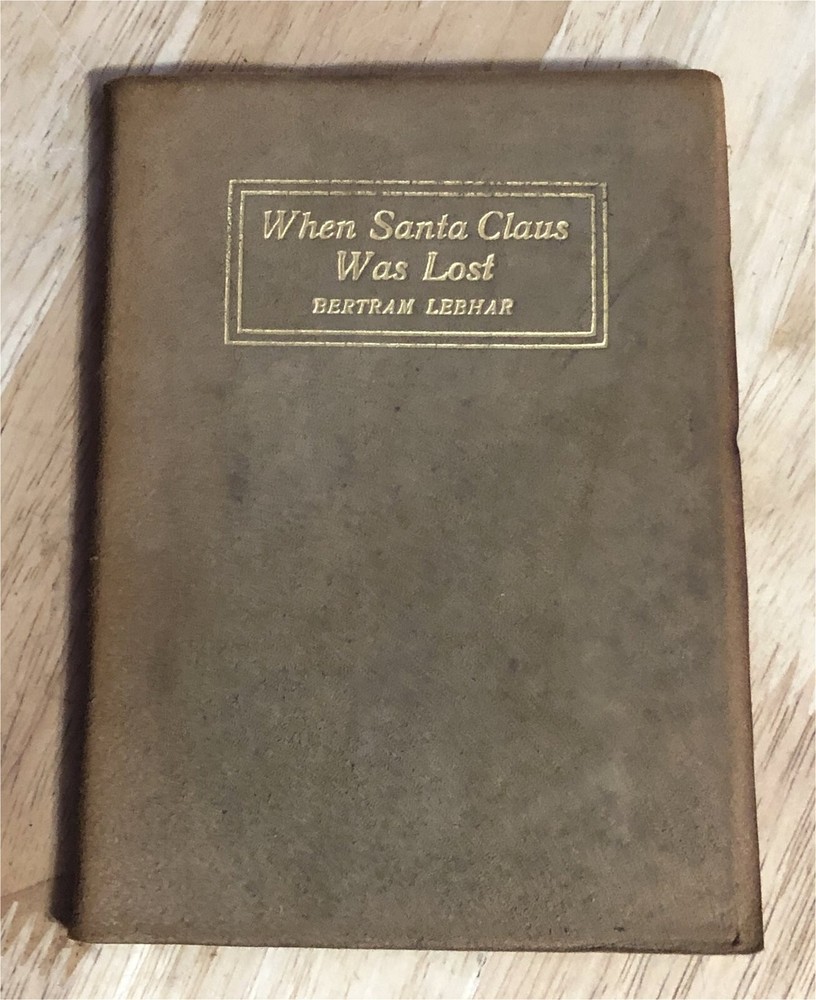 When Santa Claus
Was Lost
BERTRAM LEBHAR